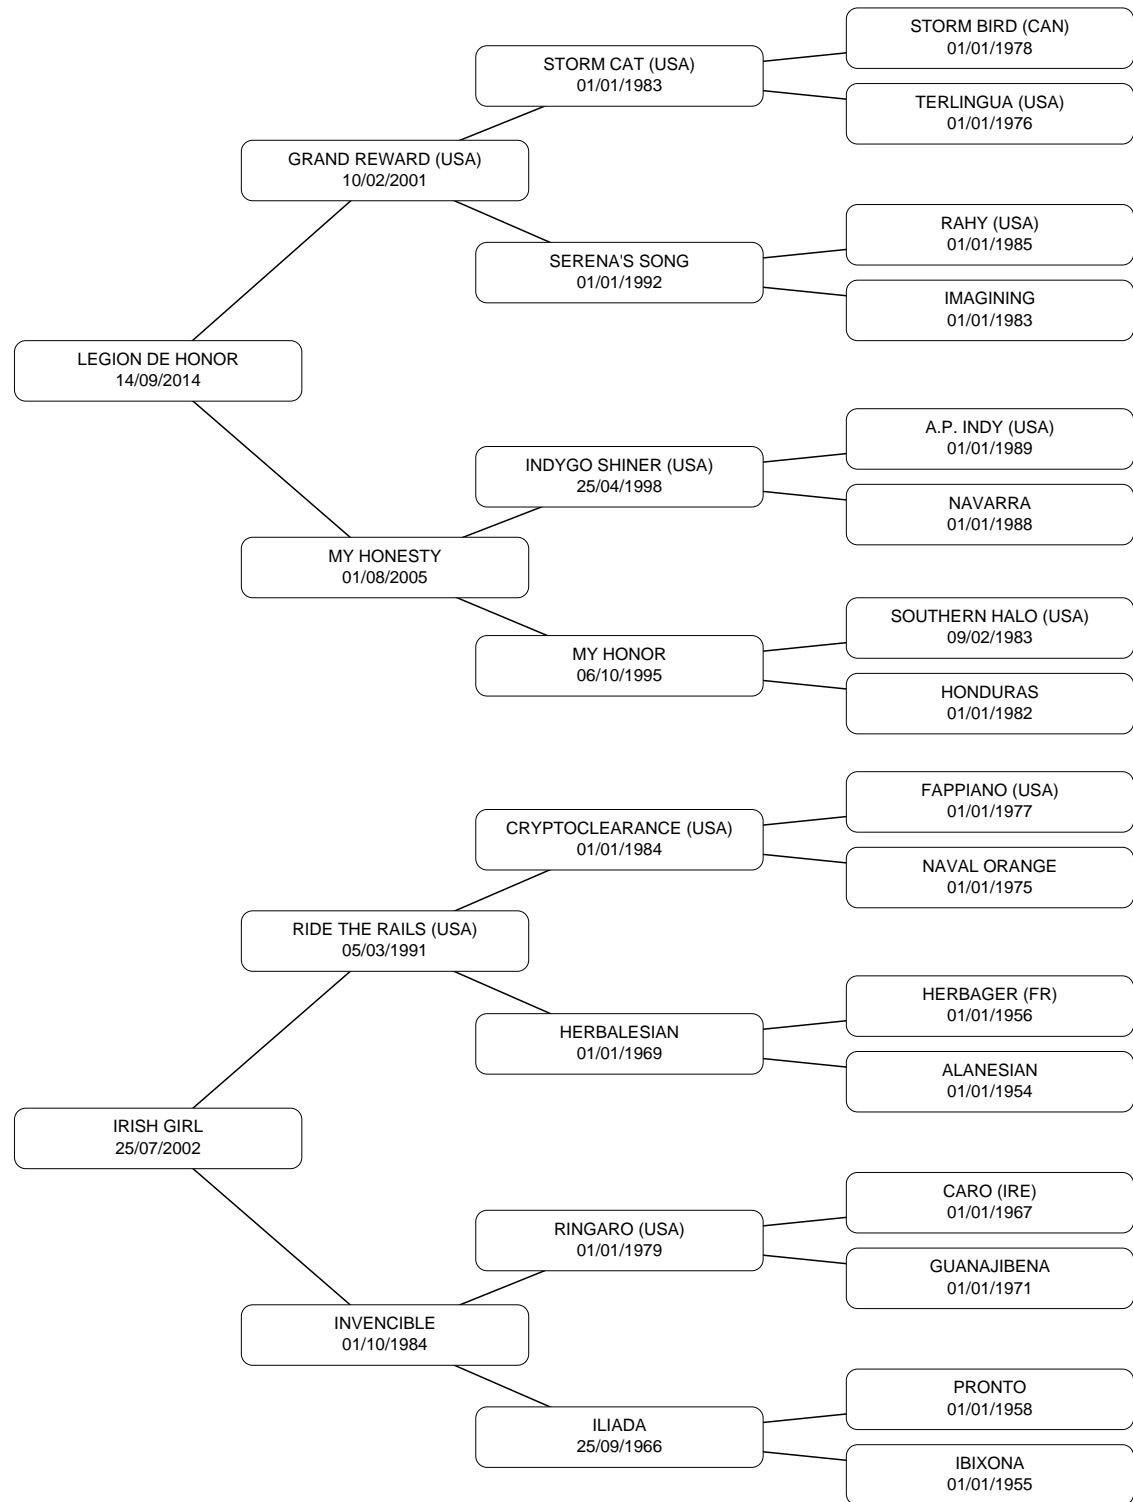 STORM BIRD (CAN)
01/01/1978
STORM CAT (USA)
01/01/1983
TERLINGUA (USA)
01/01/1976
GRAND REWARD (USA)
10/02/2001
RAHY (USA)
01/01/1985
SERENA'S SONG
01/01/1992
IMAGINING
01/01/1983
LEGION DE HONOR
14/09/2014
A.P. INDY (USA)
01/01/1989
INDYGO SHINER (USA)
25/04/1998
NAVARRA
01/01/1988
MY HONESTY
01/08/2005
SOUTHERN HALO (USA)
09/02/1983
MY HONOR
06/10/1995
HONDURAS
01/01/1982
FAPPIANO (USA)
01/01/1977
CRYPTOCLEARANCE (USA)
01/01/1984
NAVAL ORANGE
01/01/1975
RIDE THE RAILS (USA)
05/03/1991
HERBAGER (FR)
01/01/1956
HERBALESIAN
01/01/1969
ALANESIAN
01/01/1954
IRISH GIRL
25/07/2002
CARO (IRE)
01/01/1967
RINGARO (USA)
01/01/1979
GUANAJIBENA
01/01/1971
INVENCIBLE
01/10/1984
PRONTO
01/01/1958
ILIADA
25/09/1966
IBIXONA
01/01/1955